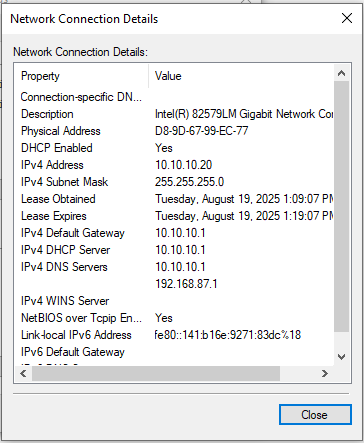 Network Connection Details
Network Connection Details:
Property Value
Connection-specific DN...
Description Intel(R) 82579LM Gigabit Network Cor
Physical Address D8-9D-67-99-EC-77
DHCP Enabled Yes
IPv4 Address 10.10.10.20
IPv4 Subnet Mask 255.255.255.0
Lease Obtained Tuesday, August 19, 2025 1:09:07 PM
Lease Expires Tuesday, August 19, 2025 1:19:07 PM
IPv4 Default Gateway 10.10.10.1
IPv4 DHCP Server 10.10.10.1
IPv4 DNS Servers 10.10.10.1
192.168.87.1
IPv4 WINS Server
NetBIOS over Tcpip En... Yes
Link-local IPv6 Address fe80::141:b16e:9271:83dc%18
IPv6 Default Gateway
Close